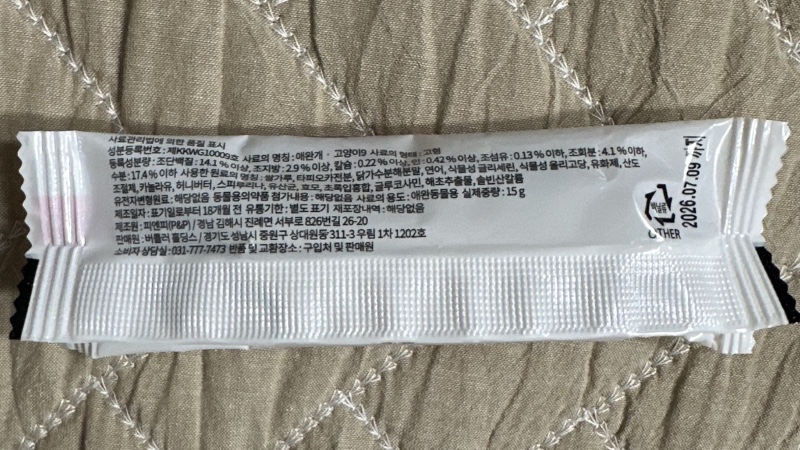 사료관리법에 의한 품질 표시
성분등록번호 : 제KKWG10009호 사료의 명칭 : 애완개 · 고양이9 사료의 형태 : 고형
등록성분량 : 조단백질 : 14.1 % 이상, 조지방 : 2.9 % 이상, 칼슘 : 0.22 % 이상, 인 : 0.42 % 이상, 조섬유 : 0.13 % 이하, 조회분 : 4.1 % 이하,
수분 : 17.4 % 이하 사용한 원료의 명칭 : 쌀가루, 타피오카전분, 닭가수분해분말, 연어, 식물성 글리세린, 식물성 올리고당, 유화제, 산도
조절제, 카놀라유, 허니버터, 스피루리나, 유산균, 효모, 초록입홍합, 글루코사민, 해초추출물, 솔빈산칼륨
유전자변형원료 : 해당없음 동물용의약품 첨가내용 : 해당없음 사료의 용도 : 애완동물용 실제중량 : 15 g
제조일자 : 표기일로부터 18개월 전 유통기한 : 별도 표기 재포장내역 : 해당없음
제조원 : 피엔피(P&P) / 경남 김해시 진례면 서부로 826번길 26-20
판매원 : 버틀러 홀딩스 / 경기도 성남시 중원구 상대원동 311-3 우림 1차 1202호
소비자 상담실 : 031-777-7473 반품 및 교환장소 : 구입처 및 판매원
비닐류
OTHER
2026.07.09 까지